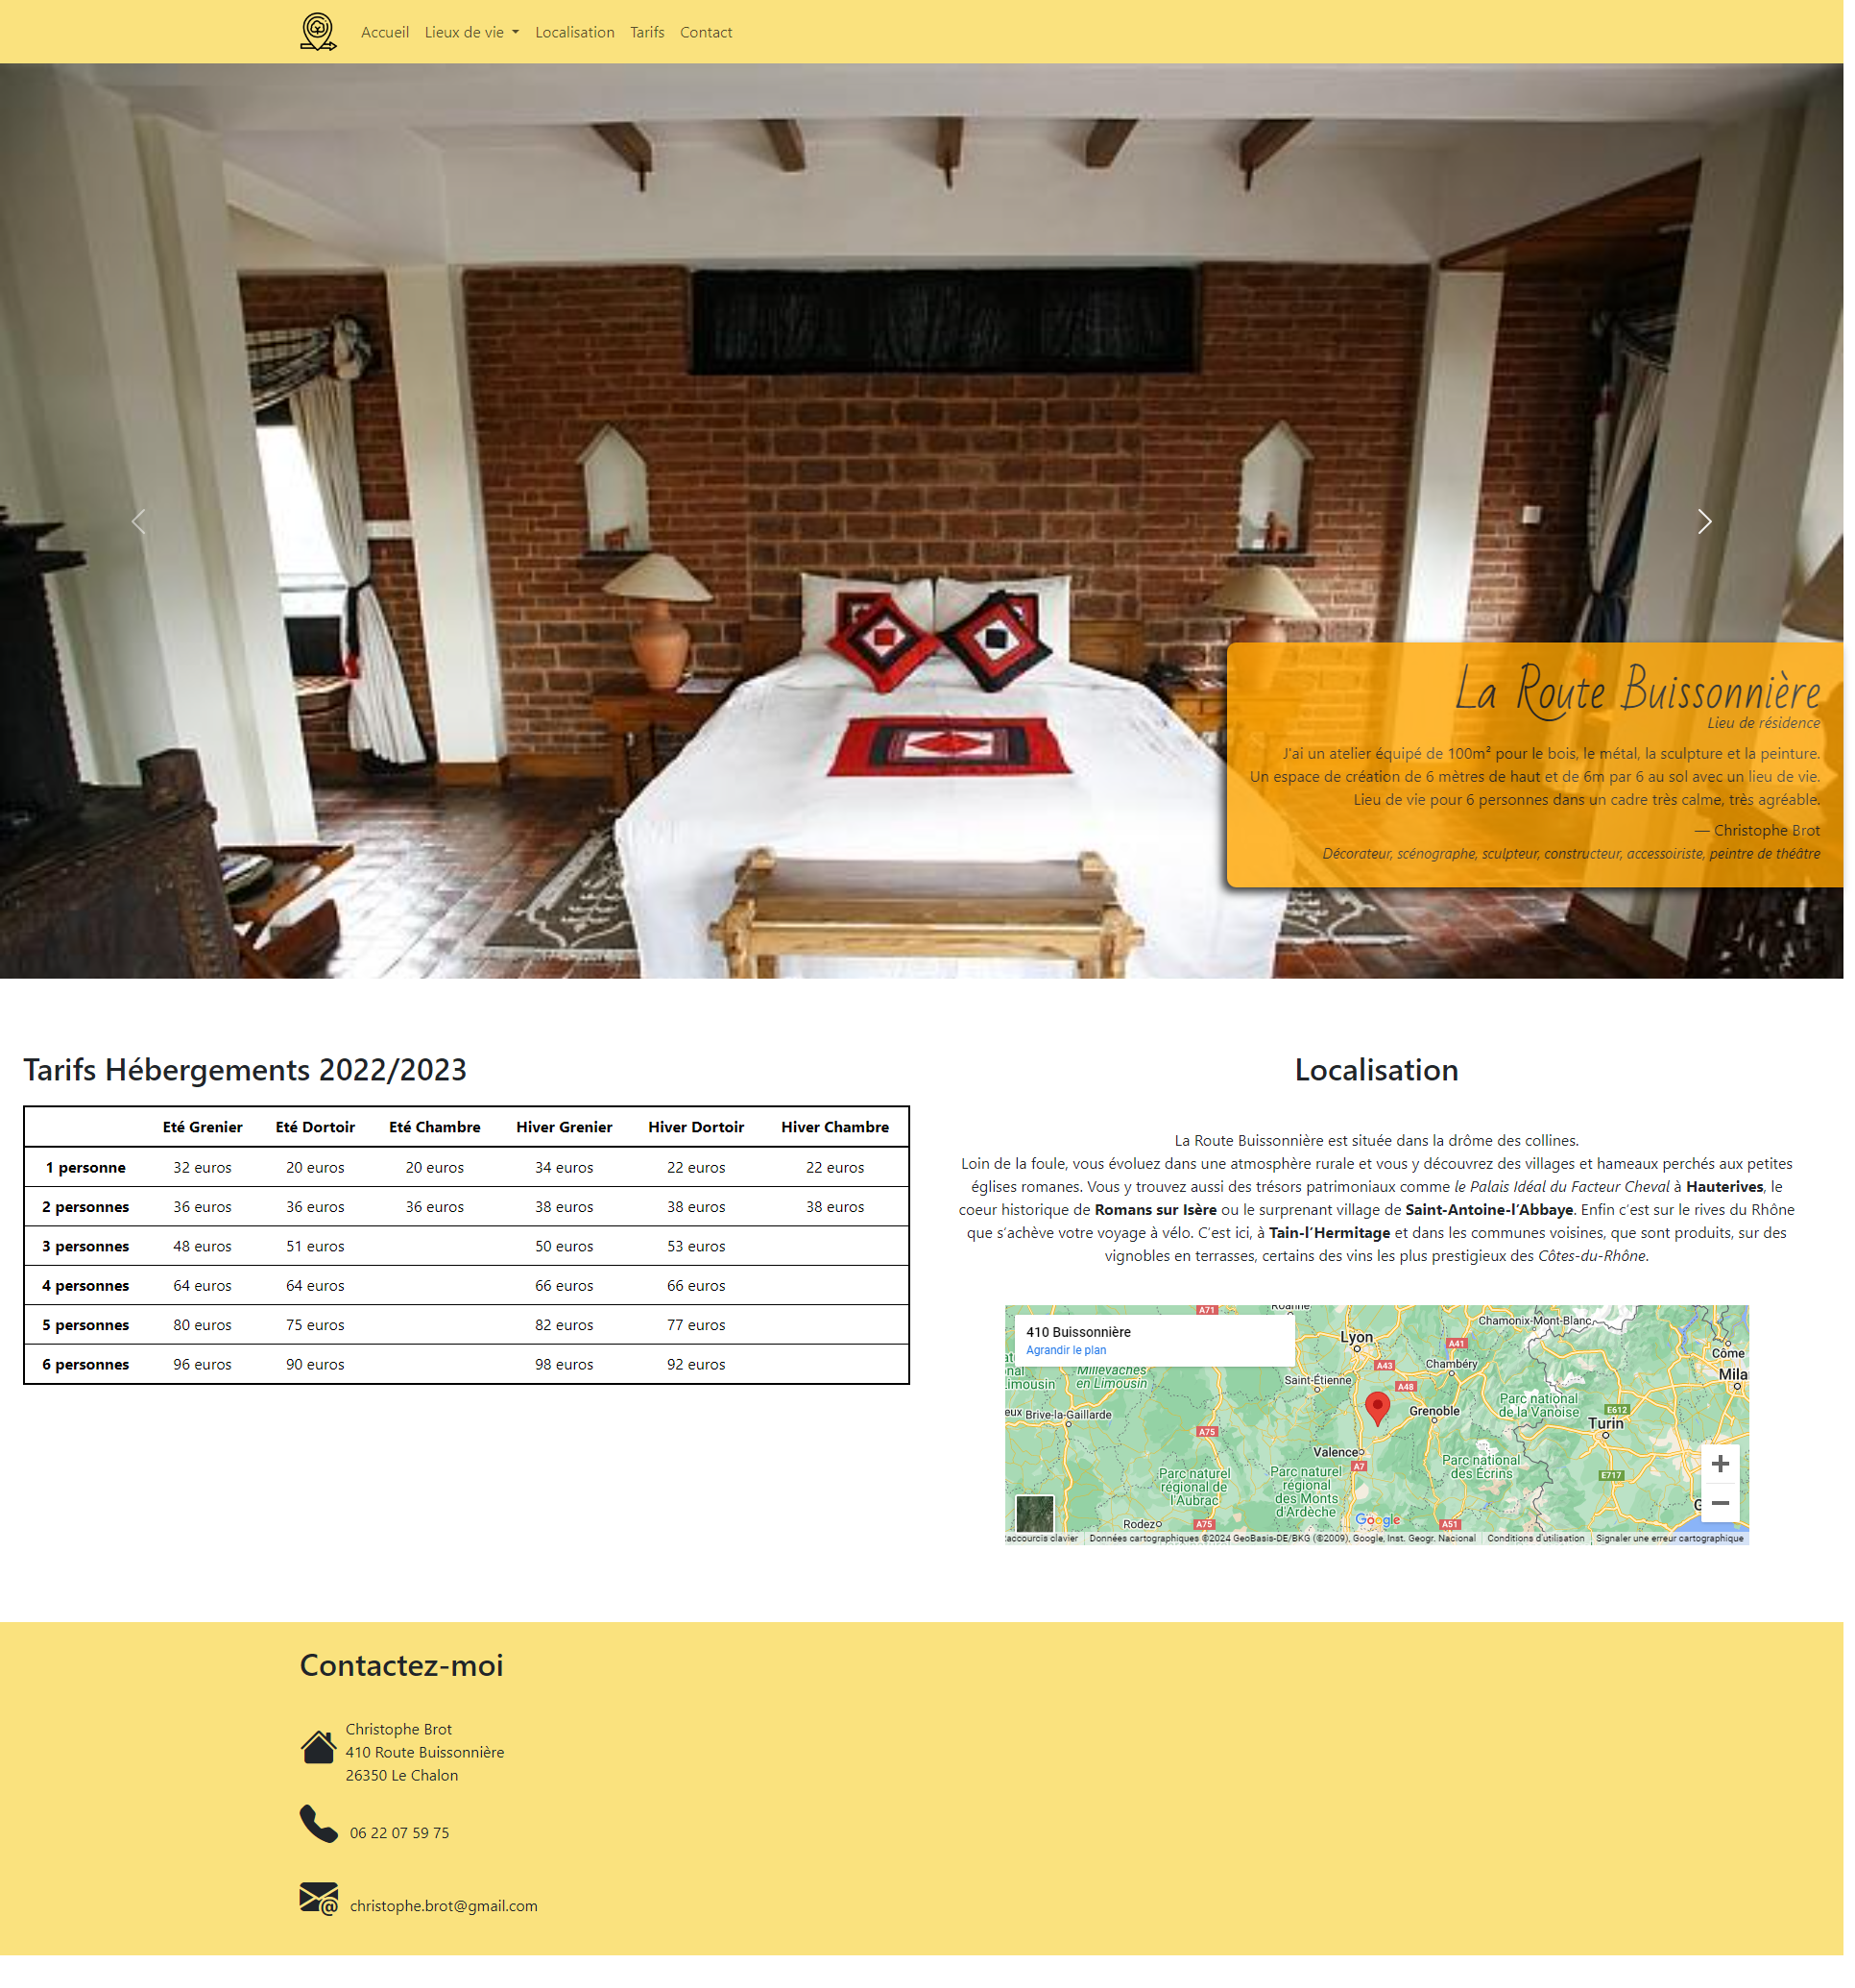 Accueil Lieux de vie Localisation Tarifs Contact
La Route Buissonnière
Lieu de résidence
J'ai un atelier équipé de 100m² pour le bois, le métal, la sculpture et la peinture.
Un espace de création de 6 mètres de haut et de 6m par 6 au sol avec un lieu de vie.
Lieu de vie pour 6 personnes dans un cadre très calme, très agréable.
— Christophe Brot
Décorateur, scénographe, sculpteur, constructeur, accessoiriste, peintre de théâtre
Tarifs Hébergements 2022/2023
Eté Grenier Eté Dortoir Eté Chambre Hiver Grenier Hiver Dortoir Hiver Chambre
1 personne 32 euros 20 euros 20 euros 34 euros 22 euros 22 euros
2 personnes 36 euros 36 euros 36 euros 38 euros 38 euros 38 euros
3 personnes 48 euros 51 euros 50 euros 53 euros
4 personnes 64 euros 64 euros 66 euros 66 euros
5 personnes 80 euros 75 euros 82 euros 77 euros
6 personnes 96 euros 90 euros 98 euros 92 euros
Localisation
La Route Buissonnière est située dans la drôme des collines.
Loin de la foule, vous évoluez dans une atmosphère rurale et vous y découvrez des villages et hameaux perchés aux petites
églises romanes. Vous y trouvez aussi des trésors patrimoniaux comme le Palais Idéal du Facteur Cheval à Hauterives, le
coeur historique de Romans sur Isère ou le surprenant village de Saint-Antoine-l'Abbaye. Enfin c'est sur le rives du Rhône
que s'achève votre voyage à vélo. C'est ici, à Tain-l'Hermitage et dans les communes voisines, que sont produits, sur des
vignobles en terrasses, certains des vins les plus prestigieux des Côtes-du-Rhône.
A71
Roanne
410 Buissonnière
Agrandir le plan
Lyon
Chamonix-Mont-Blanc
A41
Côme
Millevaches
en Limousin
Limousin
A43
Chambéry
Mila
Saint-Étienne
A48
Parc national
de la Vanoise
Brive-la-Gaillarde
Grenoble
E612
Turin
A75
Valence
A7
Parc national
des Écrins
E717
Parc naturel
régional de
l'Aubrac
Parc naturel
régional
des Monts
d'Ardèche
G
Rodez
A75
Google
A51
accourcis clavier Données cartographiques ©2024 GeoBasis-DE/BKG (©2009), Google, Inst. Geogr. Nacional Conditions d'utilisation Signaler une erreur cartographique
Contactez-moi
Christophe Brot
410 Route Buissonnière
26350 Le Chalon
06 22 07 59 75
christophe.brot@gmail.com